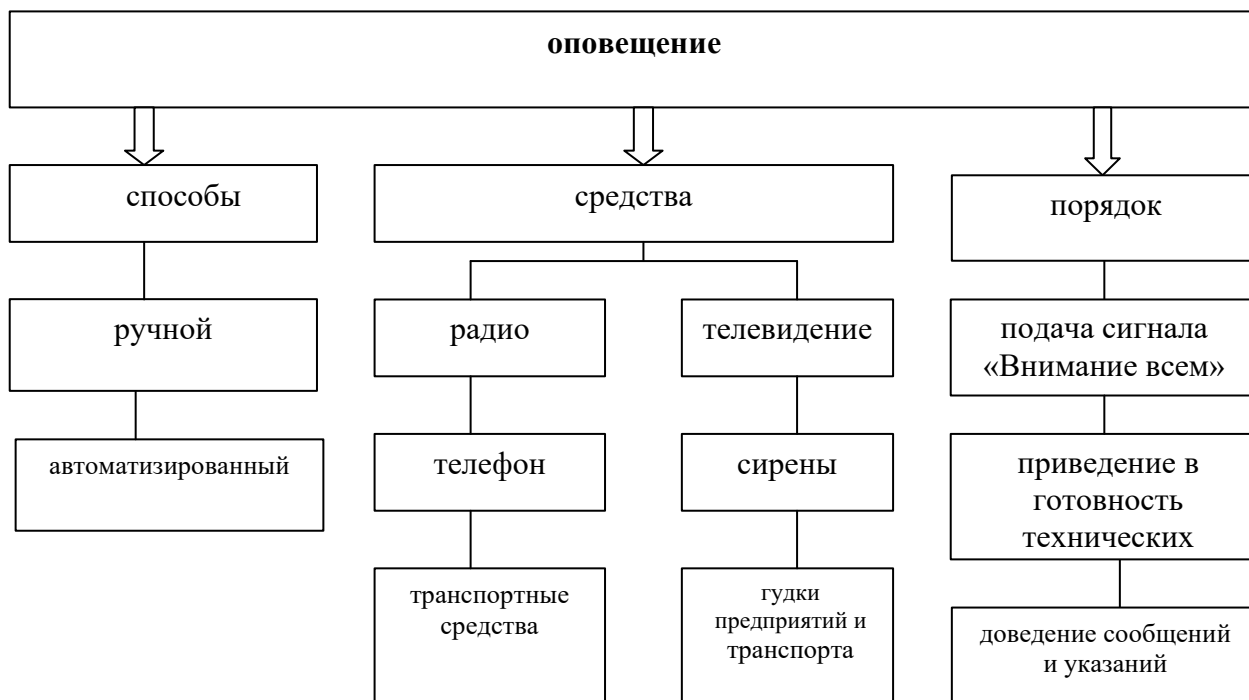 оповещение
способы
средства
порядок
ручной
радио
телевидение
подача сигнала
«Внимание всем»
автоматизированный
телефон
сирены
приведение в
готовность
технических
транспортные
средства
гудки
предприятий и
транспорта
доведение сообщений
и указаний